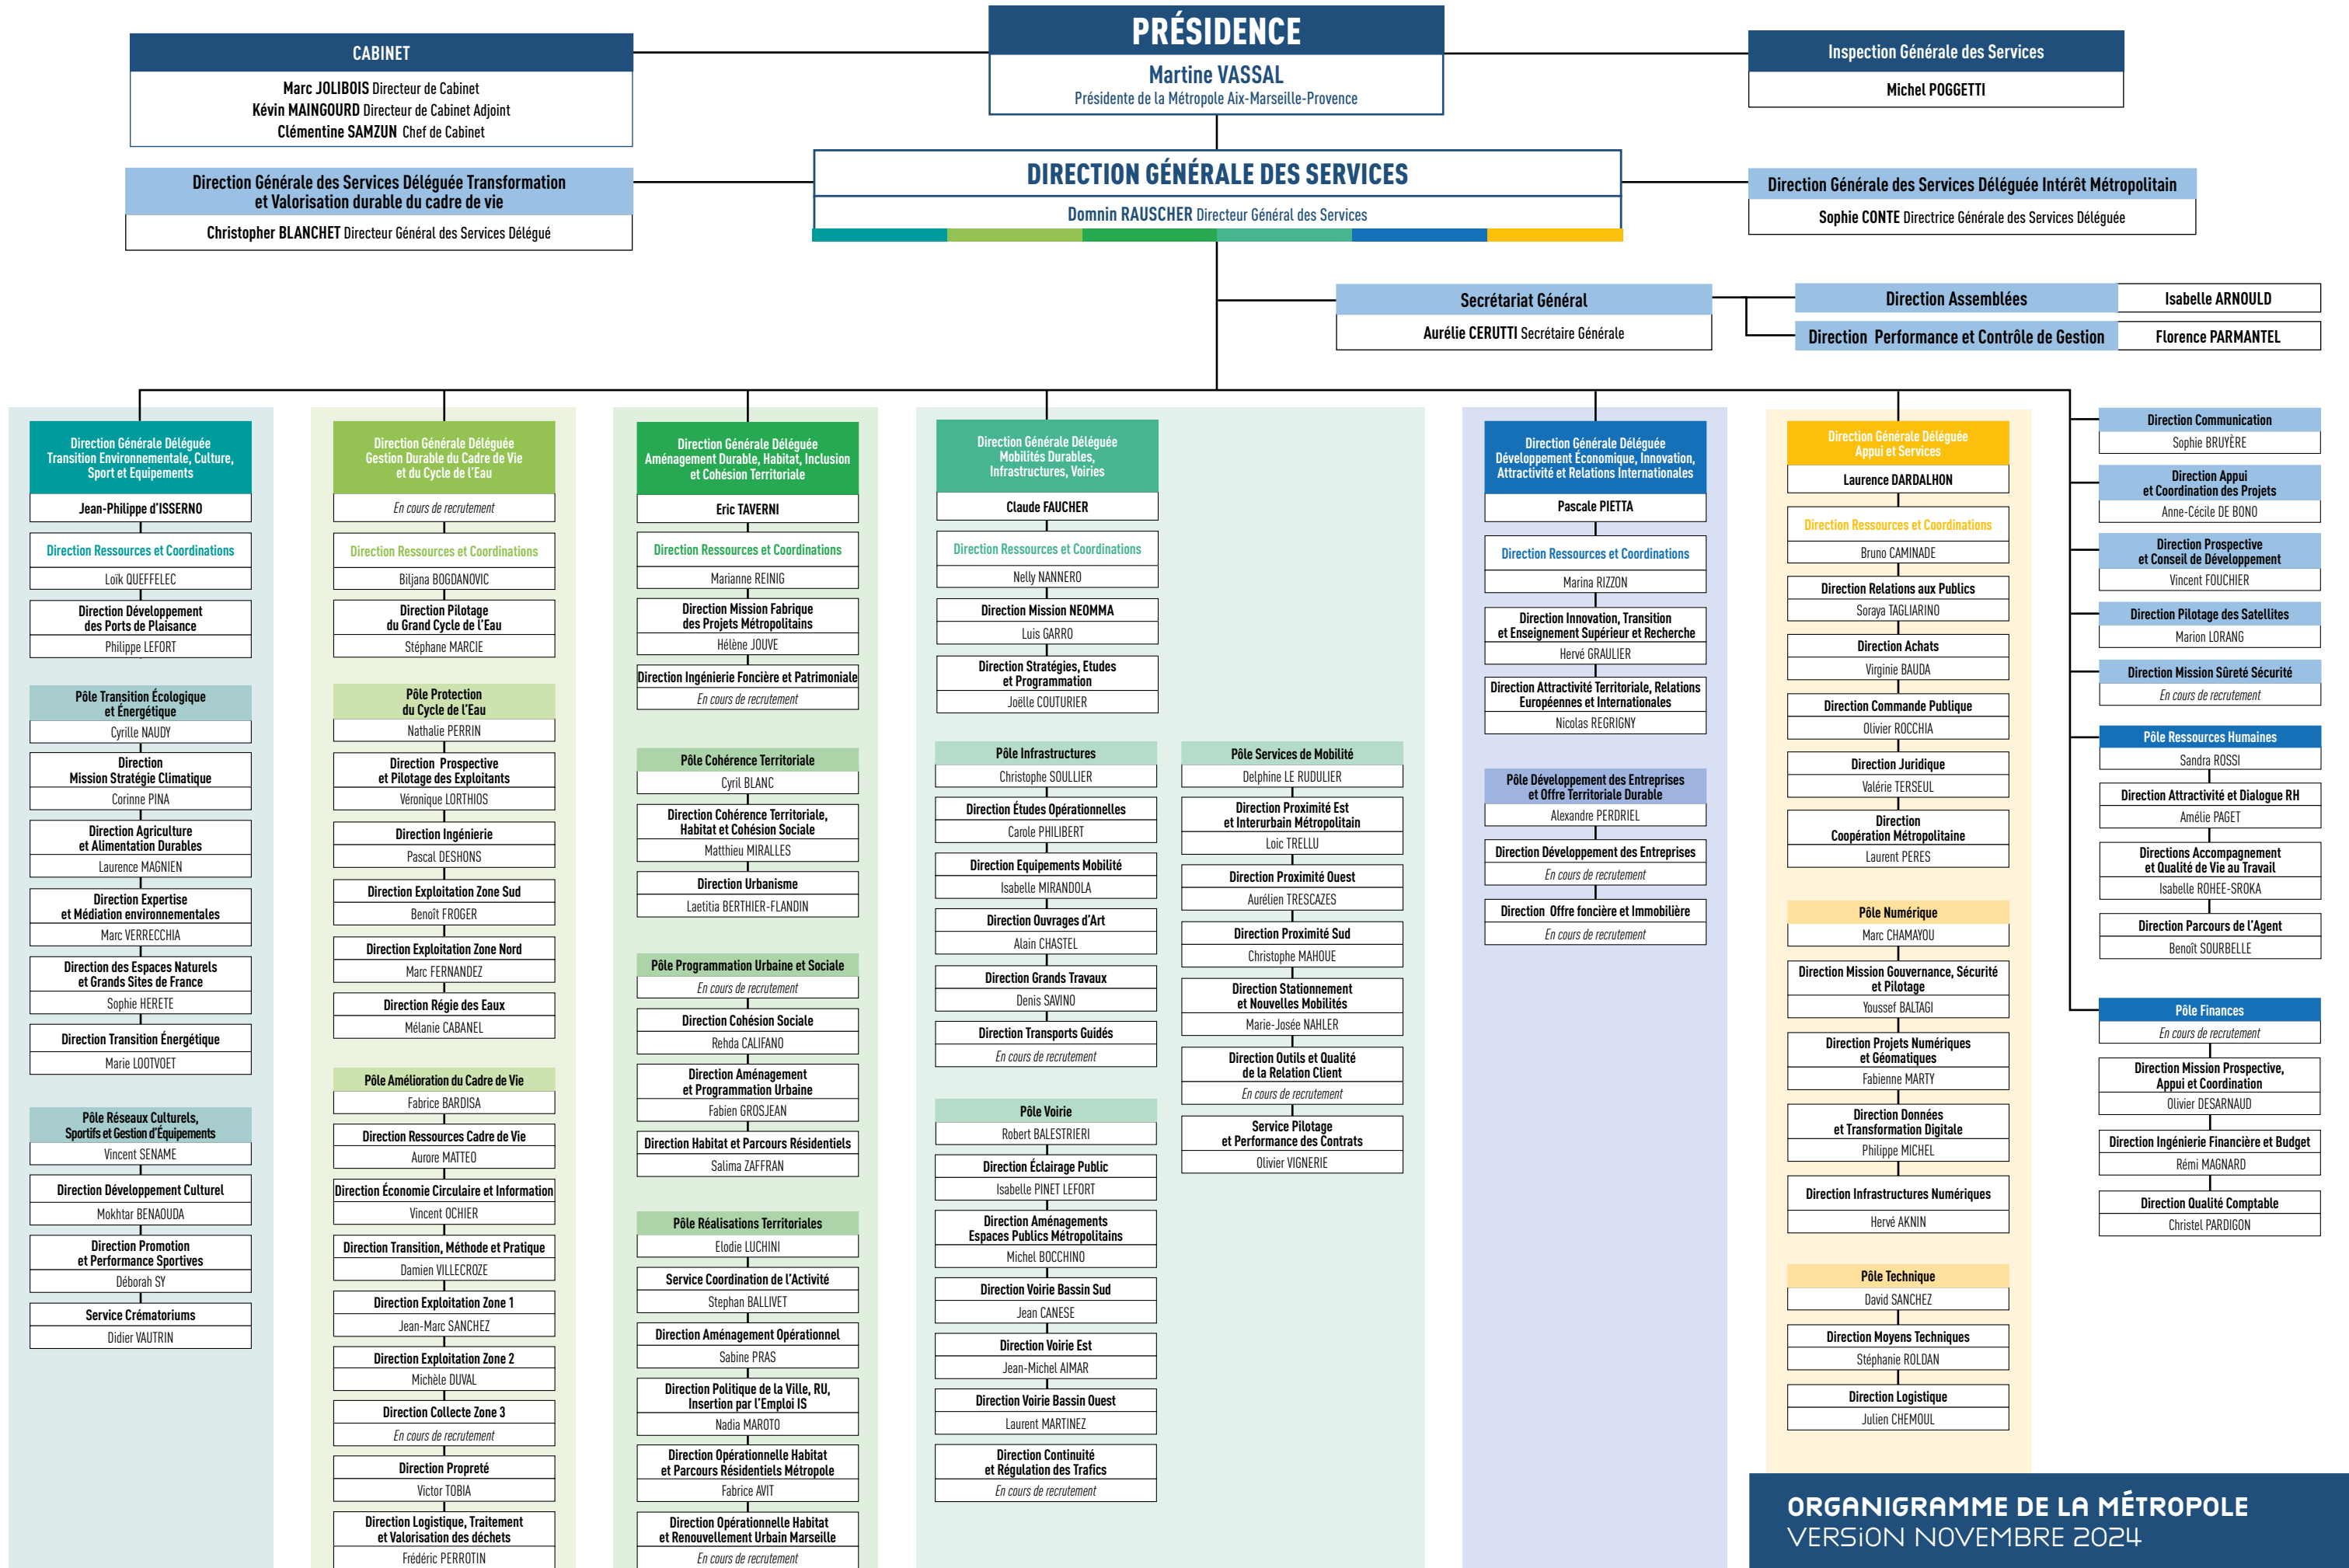 PRÉSIDENCE
Martine VASSAL
Présidente de la Métropole Aix-Marseille-Provence
CABINET
Marc JOLIBOIS Directeur de Cabinet
Kévin MAINGOURD Directeur de Cabinet Adjoint
Clémentine SAMZUN Chef de Cabinet
Inspection Générale des Services
Michel POGGETTI
DIRECTION GÉNÉRALE DES SERVICES
Domnin RAUSCHER Directeur Général des Services
Direction Générale des Services Déléguée Transformation
et Valorisation durable du cadre de vie
Christopher BLANCHET Directeur Général des Services Délégué
Direction Générale des Services Déléguée Intérêt Métropolitain
Sophie CONTE Directrice Générale des Services Déléguée
Secrétariat Général
Aurélie CERUTTI Secrétaire Générale
Direction Assemblées
Isabelle ARNOULD
Direction Performance et Contrôle de Gestion
Florence PARMANTEL
Direction Générale Déléguée
Transition Environnementale, Culture,
Sport et Equipements
Jean-Philippe d'ISSERNO
Direction Ressources et Coordinations
Loïk QUEFFELEC
Direction Développement
des Ports de Plaisance
Philippe LEFORT
Pôle Transition Écologique
et Énergétique
Cyrille NAUDY
Direction
Mission Stratégie Climatique
Corinne PINA
Direction Agriculture
et Alimentation Durables
Laurence MAGNIEN
Direction Expertise
et Médiation environnementales
Marc VERRECCHIA
Direction des Espaces Naturels
et Grands Sites de France
Sophie HERETE
Direction Transition Énergétique
Marie LOOTVOET
Pôle Réseaux Culturels,
Sportifs et Gestion d'Équipements
Vincent SENAME
Direction Développement Culturel
Mokhtar BENAOUDA
Direction Promotion
et Performance Sportives
Déborah SY
Service Crématoriums
Didier VAUTRIN
Direction Générale Déléguée
Gestion Durable du Cadre de Vie
et du Cycle de l'Eau
En cours de recrutement
Direction Ressources et Coordinations
Biljana BOGDANOVIC
Direction Pilotage
du Grand Cycle de l'Eau
Stéphane MARCIE
Pôle Protection
du Cycle de l'Eau
Nathalie PERRIN
Direction Prospective
et Pilotage des Exploitants
Véronique LORTHIOS
Direction Ingénierie
Pascal DESHONS
Direction Exploitation Zone Sud
Benoît FROGER
Direction Exploitation Zone Nord
Marc FERNANDEZ
Direction Régie des Eaux
Mélanie CABANEL
Pôle Amélioration du Cadre de Vie
Fabrice BARDISA
Direction Ressources Cadre de Vie
Aurore MATTEO
Direction Économie Circulaire et Information
Vincent OCHIER
Direction Transition, Méthode et Pratique
Damien VILLECROZE
Direction Exploitation Zone 1
Jean-Marc SANCHEZ
Direction Exploitation Zone 2
Michèle DUVAL
Direction Collecte Zone 3
En cours de recrutement
Direction Propreté
Victor TOBIA
Direction Logistique, Traitement
et Valorisation des déchets
Frédéric PERROTIN
Direction Générale Déléguée
Aménagement Durable, Habitat, Inclusion
et Cohésion Territoriale
Eric TAVERNI
Direction Ressources et Coordinations
Marianne REINIG
Direction Mission Fabrique
des Projets Métropolitains
Hélène JOUVE
Direction Ingénierie Foncière et Patrimoniale
En cours de recrutement
Pôle Cohérence Territoriale
Cyril BLANC
Direction Cohérence Territoriale,
Habitat et Cohésion Sociale
Matthieu MIRALLES
Direction Urbanisme
Laetitia BERTHIER-FLANDIN
Pôle Programmation Urbaine et Sociale
En cours de recrutement
Direction Cohésion Sociale
Rehda CALIFANO
Direction Aménagement
et Programmation Urbaine
Fabien GROSJEAN
Direction Habitat et Parcours Résidentiels
Salima ZAFFRAN
Pôle Réalisations Territoriales
Elodie LUCHINI
Service Coordination de l'Activité
Stephan BALLIVET
Direction Aménagement Opérationnel
Sabine PRAS
Direction Politique de la Ville, RU,
Insertion par l'Emploi IS
Nadia MAROTO
Direction Opérationnelle Habitat
et Parcours Résidentiels Métropole
Fabrice AVIT
Direction Opérationnelle Habitat
et Renouvellement Urbain Marseille
En cours de recrutement
Direction Générale Déléguée
Mobilités Durables,
Infrastructures, Voiries
Claude FAUCHER
Direction Ressources et Coordinations
Nelly NANNERO
Direction Mission NEOMMA
Luis GARRO
Direction Stratégies, Etudes
et Programmation
Joëlle COUTURIER
Pôle Infrastructures
Christophe SOULLIER
Direction Études Opérationnelles
Carole PHILIBERT
Direction Equipements Mobilité
Isabelle MIRANDOLA
Direction Ouvrages d'Art
Alain CHASTEL
Direction Grands Travaux
Denis SAVINO
Direction Transports Guidés
En cours de recrutement
Pôle Voirie
Robert BALESTRIERI
Direction Éclairage Public
Isabelle PINET LEFORT
Direction Aménagements
Espaces Publics Métropolitains
Michel BOCCHINO
Direction Voirie Bassin Sud
Jean CANESE
Direction Voirie Est
Jean-Michel AIMAR
Direction Voirie Bassin Ouest
Laurent MARTINEZ
Direction Continuité
et Régulation des Trafics
En cours de recrutement
Pôle Services de Mobilité
Delphine LE RUDULIER
Direction Proximité Est
et Interurbain Métropolitain
Loic TRELLU
Direction Proximité Ouest
Aurélien TRESCAZES
Direction Proximité Sud
Christophe MAHOUE
Direction Stationnement
et Nouvelles Mobilités
Marie-Josée NAHLER
Direction Outils et Qualité
de la Relation Client
En cours de recrutement
Service Pilotage
et Performance des Contrats
Olivier VIGNERIE
Direction Générale Déléguée
Développement Économique, Innovation,
Attractivité et Relations Internationales
Pascale PIETTA
Direction Ressources et Coordinations
Marina RIZZON
Direction Innovation, Transition
et Enseignement Supérieur et Recherche
Hervé GRAULIER
Direction Attractivité Territoriale, Relations
Européennes et Internationales
Nicolas REGRIGNY
Pôle Développement des Entreprises
et Offre Territoriale Durable
Alexandre PERDRIEL
Direction Développement des Entreprises
En cours de recrutement
Direction Offre foncière et Immobilière
En cours de recrutement
Direction Générale Déléguée
Appui et Services
Laurence DARDALHON
Direction Ressources et Coordinations
Bruno CAMINADE
Direction Relations aux Publics
Soraya TAGLIARINO
Direction Achats
Virginie BAUDA
Direction Commande Publique
Olivier ROCCHIA
Direction Juridique
Valérie TERSEUL
Direction
Coopération Métropolitaine
Laurent PERES
Pôle Numérique
Marc CHAMAYOU
Direction Mission Gouvernance, Sécurité
et Pilotage
Youssef BALTAGI
Direction Projets Numériques
et Géomatiques
Fabienne MARTY
Direction Données
et Transformation Digitale
Philippe MICHEL
Direction Infrastructures Numériques
Hervé AKNIN
Pôle Technique
David SANCHEZ
Direction Moyens Techniques
Stéphanie ROLDAN
Direction Logistique
Julien CHEMOUL
Direction Communication
Sophie BRUYÈRE
Direction Appui
et Coordination des Projets
Anne-Cécile DE BONO
Direction Prospective
et Conseil de Développement
Vincent FOUCHIER
Direction Pilotage des Satellites
Marion LORANG
Direction Mission Sûreté Sécurité
En cours de recrutement
Pôle Ressources Humaines
Sandra ROSSI
Direction Attractivité et Dialogue RH
Amélie PAGET
Directions Accompagnement
et Qualité de Vie au Travail
Isabelle ROHEE-SROKA
Direction Parcours de l'Agent
Benoît SOURBELLE
Pôle Finances
En cours de recrutement
Direction Mission Prospective,
Appui et Coordination
Olivier DESARNAUD
Direction Ingénierie Financière et Budget
Rémi MAGNARD
Direction Qualité Comptable
Christel PARDIGON
ORGANIGRAMME DE LA MÉTROPOLE
VERSION NOVEMBRE 2024